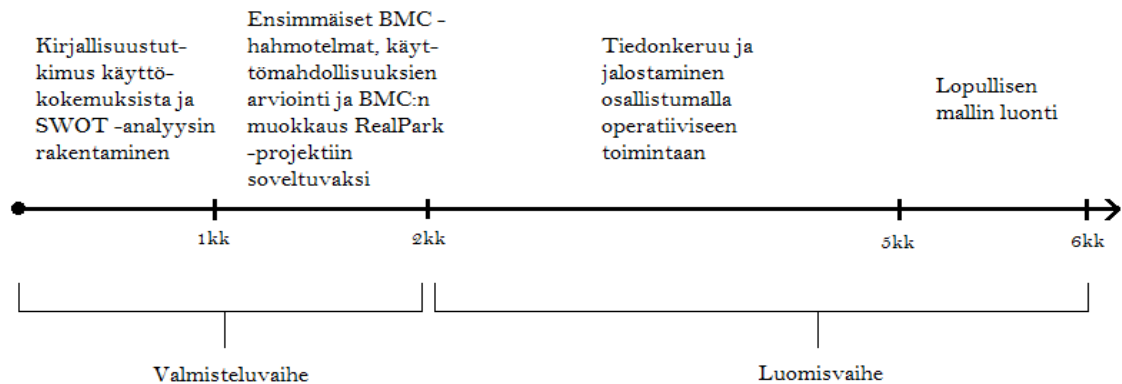 Kirjallisuustut-
kimus käyttö-
kokemuksista ja
SWOT -analyysin
rakentaminen
Ensimmäiset BMC -
hahmotelmat, käyt-
tömahdollisuuksien
arviointi ja BMC:n
muokkaus RealPark
-projektiin
soveltuvaksi
Tiedonkeruu ja
jalostaminen
osallistumalla
operatiiviseen
toimintaan
Lopullisen
mallin luonti
1kk
2kk
5kk
6kk
Valmisteluvaihe
Luomisvaihe